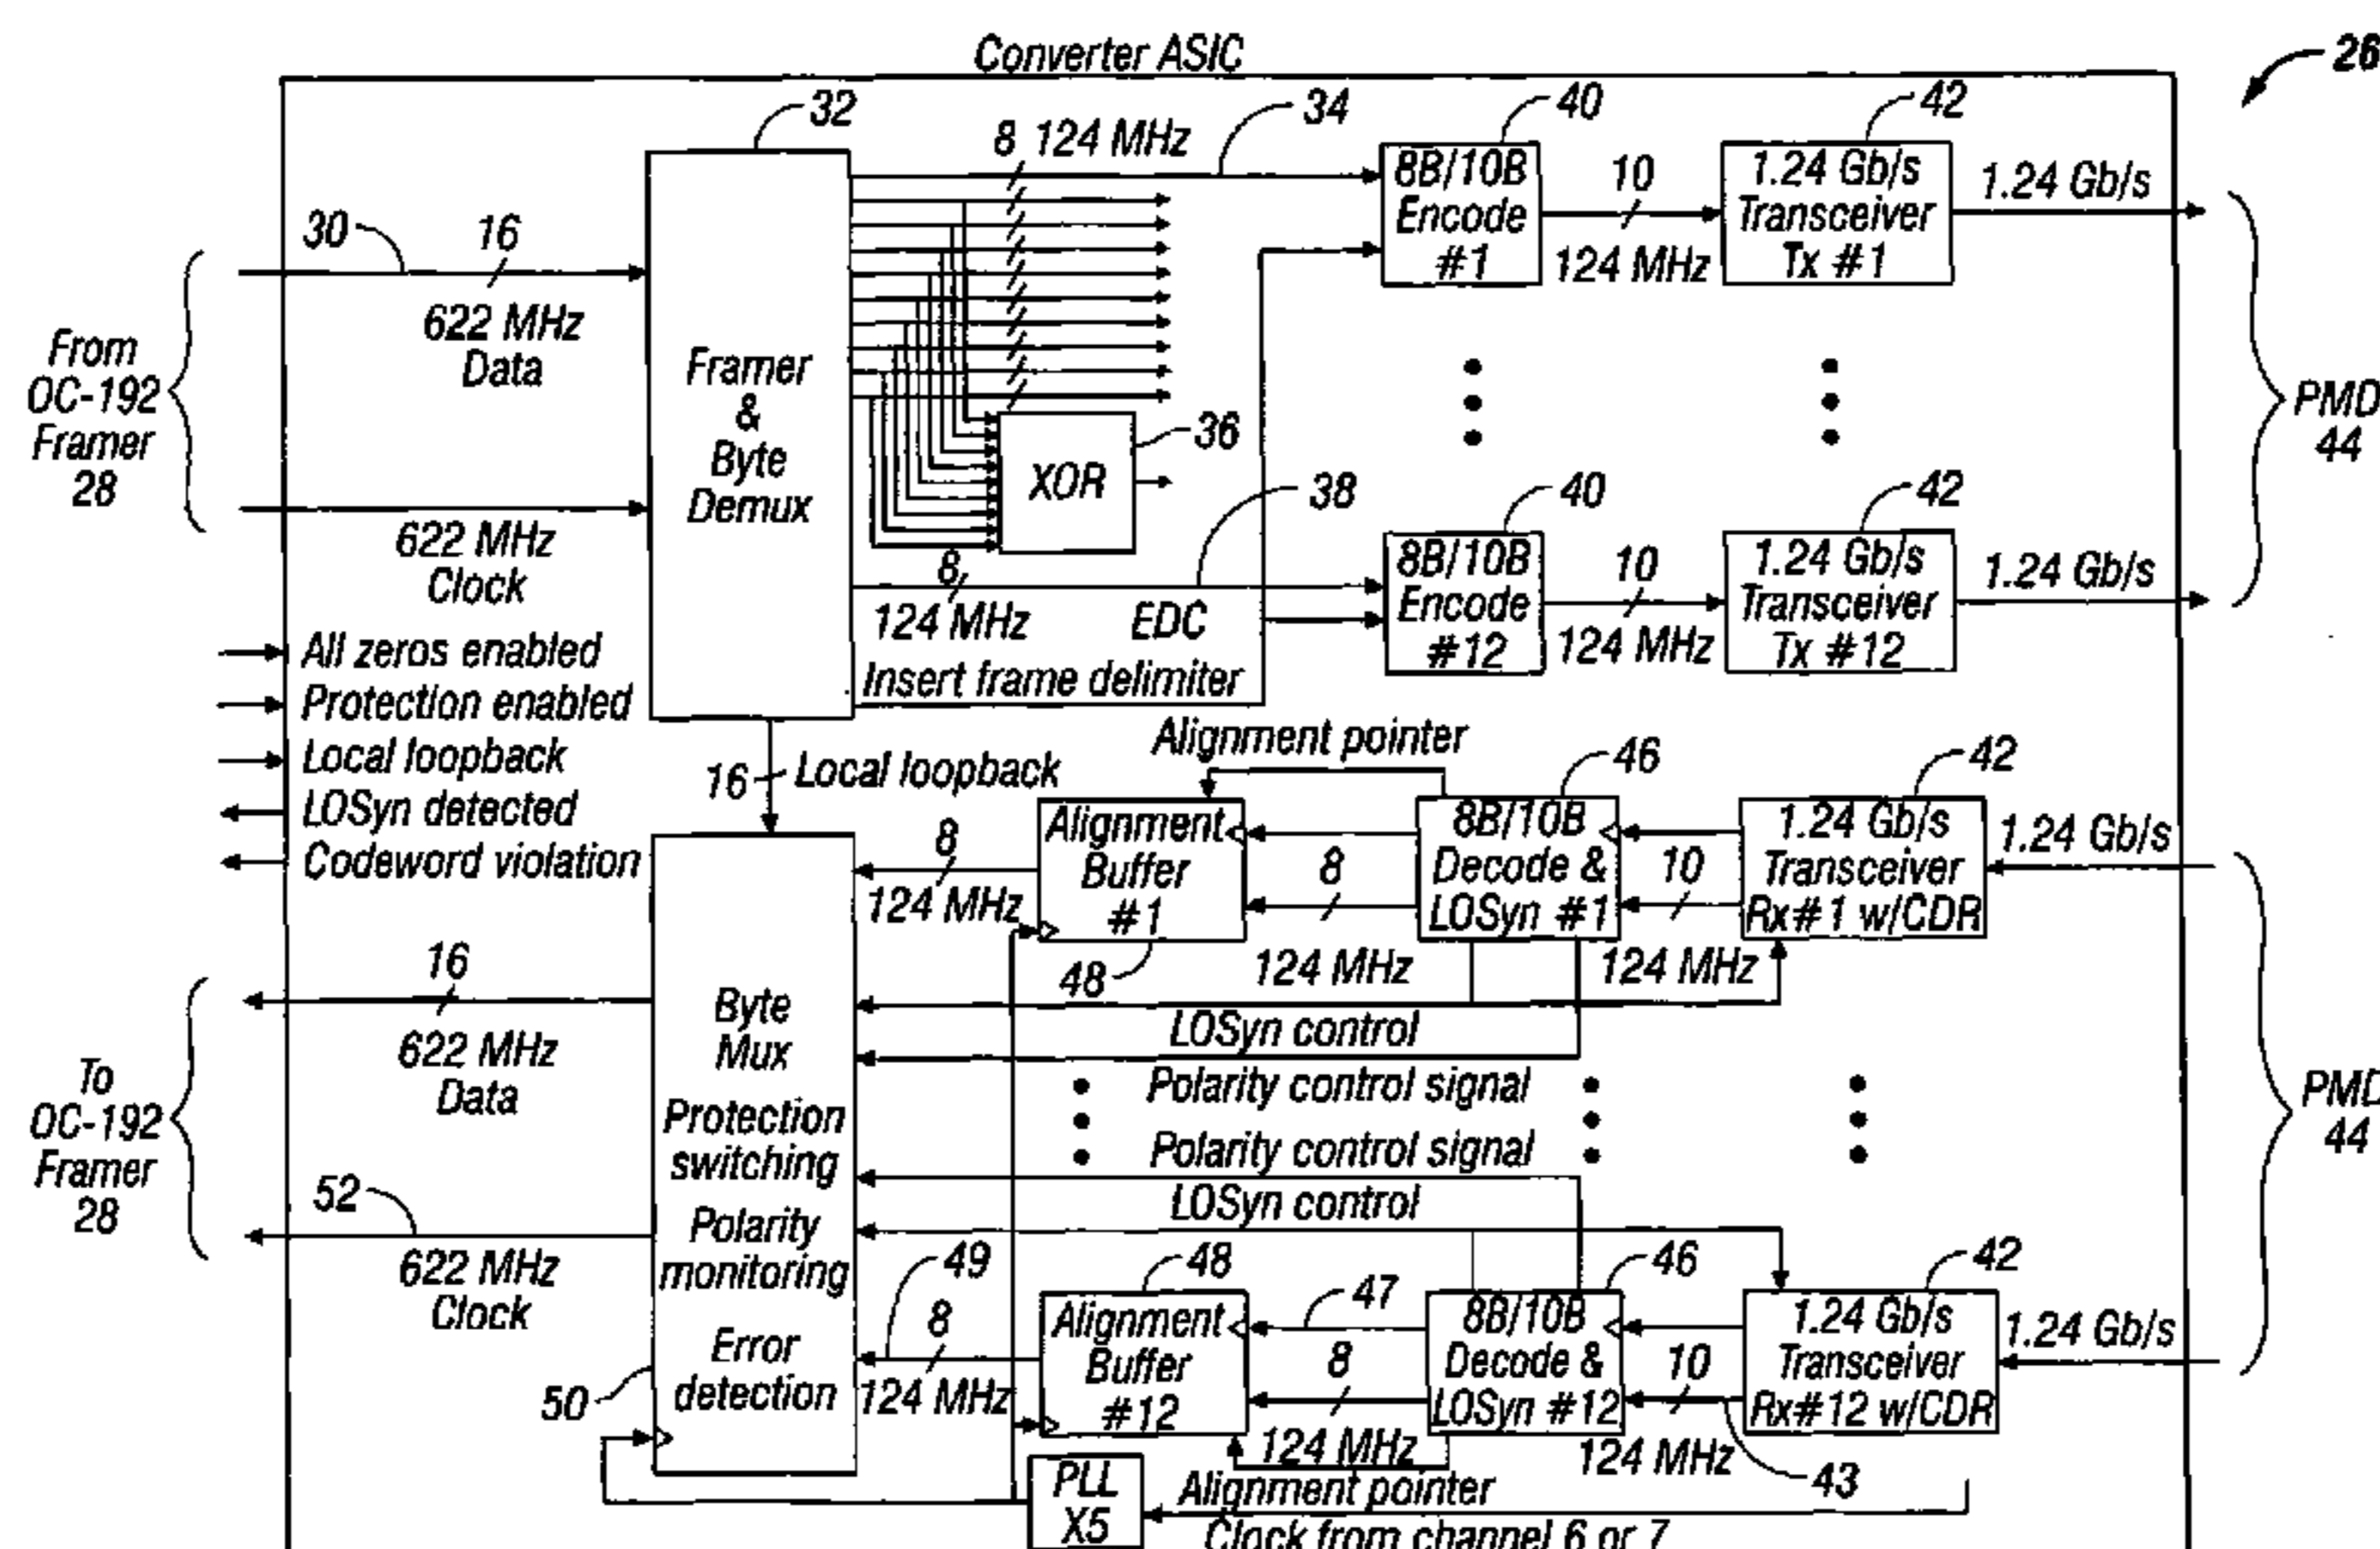 Converter ASIC
26
32
8 124 MHz
34
40
42
30
16
622 MHz
Data
From
OC-192
Framer
28
622 MHz
Clock
Framer
&
Byte
Demux
XOR
36
38
8
124 MHz
EDC
Insert frame delimiter
8B/10B
Encode
#1
10
124 MHz
1.24 Gb/s
Transceiver
Tx #1
1.24 Gb/s
PMD
44
40
42
8B/10B
Encode
#12
10
124 MHz
1.24 Gb/s
Transceiver
Tx #12
1.24 Gb/s
All zeros enabled
Protection enabled
Local loopback
LOSyn detected
Codeword violation
16
Local loopback
Alignment pointer
46
42
8
124 MHz
Alignment
Buffer
#1
48
8
124 MHz
8B/10B
Decode &
LOSyn #1
10
124 MHz
1.24 Gb/s
Transceiver
Rx#1 w/CDR
1.24 Gb/s
LOSyn control
Polarity control signal
Polarity control signal
LOSyn control
16
622 MHz
Data
To
OC-192
Framer
28
52
622 MHz
Clock
Byte
Mux
Protection
switching
Polarity
monitoring
Error
detection
50
49
8
124 MHz
48
Alignment
Buffer
#12
47
8
124 MHz
46
8B/10B
Decode &
LOSyn #12
10
124 MHz
43
42
1.24 Gb/s
Transceiver
Rx#12 w/CDR
1.24 Gb/s
PMD
44
PLL
X5
Alignment pointer
Clock from channel 6 or 7